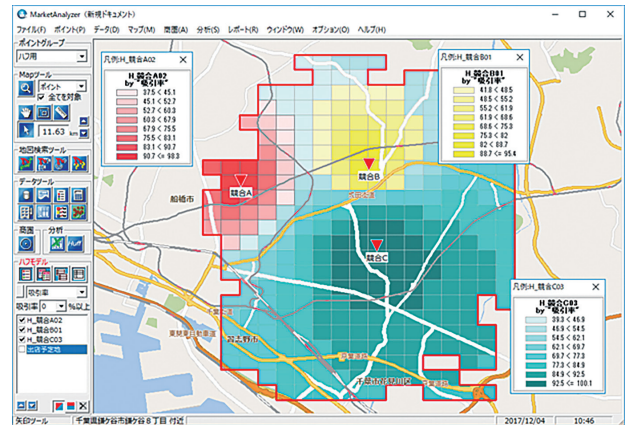 MarketAnalyzer（新規ドキュメント）
ファイル(F) ポイント(P) データ(D) マップ(M) 商圏(A) 分析(S) レポート(R) ウィンドウ(W) オプション(O) ヘルプ(H)
ポイントグループ
ハフ用
Mapツール
ポイント
全てを対象
11.63 km
地図検索ツール
データツール
商圏 分析
Huff
ハフモデル
吸引率
吸引率 0 %以上
H_競合A02
H_競合B01
H_競合C03
出店予定地
凡例:H_競合A02
H_競合A02
by "吸引率"
37.5 < 45.1
45.1 < 52.7
52.7 < 60.3
60.3 < 67.9
67.9 < 75.5
75.5 < 83.1
83.1 < 90.7
90.7 <= 98.3
凡例:H_競合B01
H_競合B01
by "吸引率"
41.8 < 48.5
48.5 < 55.2
55.2 < 61.9
61.9 < 68.6
68.6 < 75.3
75.3 < 82
82 < 88.7
88.7 <= 95.4
競合A
競合B
競合C
船橋市
習志野市
千葉市花見川区
凡例:H_競合C03
H_競合C03
by "吸引率"
39.3 < 46.9
46.9 < 54.5
54.5 < 62.1
62.1 < 69.7
69.7 < 77.3
77.3 < 84.9
84.9 < 92.5
92.5 <= 100.1
矢印ツール
千葉県鎌ケ谷市鎌ケ谷８丁目 付近
2017/12/04
10:46